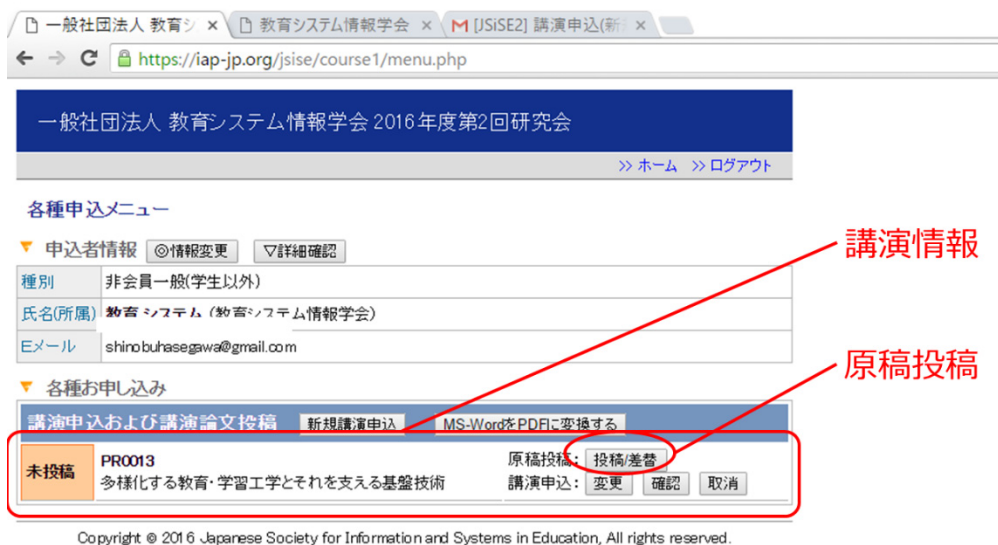 一般社団法人 教育シ
教育システム情報学会
[JSiSE2] 講演申込(新
https://iap-jp.org/jsise/course1/menu.php
一般社団法人 教育システム情報学会 2016年度第2回研究会
>> ホーム >> ログアウト
各種申込メニュー
▼ 申込者情報 ◎情報変更 ▽詳細確認
種別 非会員一般(学生以外)
氏名(所属) 教育 システム (教育システム情報学会)
Eメール shinobuhasegawa@gmail.com
講演情報
原稿投稿
▼ 各種お申し込み
講演申込および講演論文投稿 新規講演申込 MS-WordをPDFに変換する
未投稿 PR0013 原稿投稿: 投稿/差替
多様化する教育・学習工学とそれを支える基盤技術 講演申込: 変更 確認 取消
Copyright © 2016 Japanese Society for Information and Systems in Education, All rights reserved.